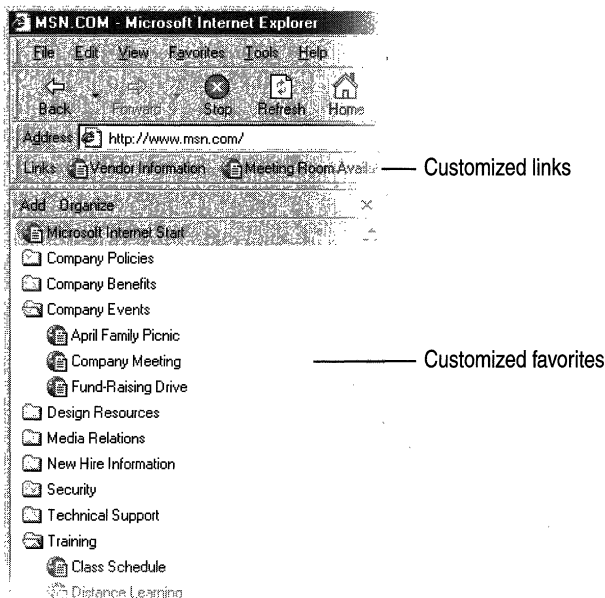 MSN.COM - Microsoft Internet Explorer
File Edit View Favorites Tools Help
Back Forward Stop Refresh Home
Address http://www.msn.com/
Links Vendor Information Meeting Room Avail
Customized links
Add Organize
Microsoft Internet Start
Company Policies
Company Benefits
Company Events
April Family Picnic
Company Meeting
Customized favorites
Fund-Raising Drive
Design Resources
Media Relations
New Hire Information
Security
Technical Support
Training
Class Schedule
Distance Learning